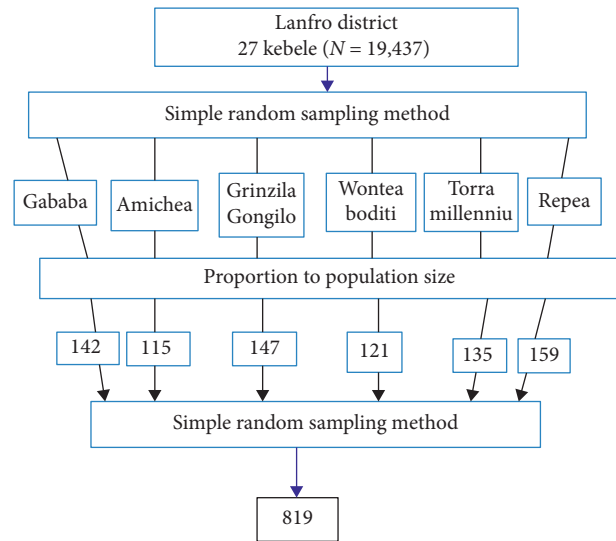 Lanfro district
27 kebele (N = 19,437)
Simple random sampling method
Gababa
Amichea
Grinzila
Gongilo
Wontea
boditi
Torra
millenniu
Repea
Proportion to population size
142
115
147
121
135
159
Simple random sampling method
819